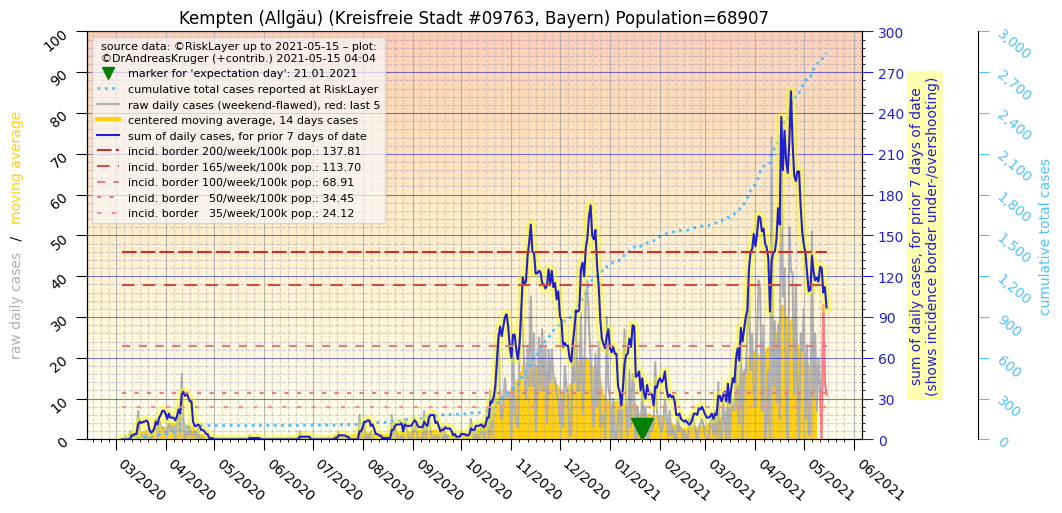 Kempten (Allgäu) (Kreisfreie Stadt #09763, Bayern) Population=68907
source data: ©RiskLayer up to 2021-05-15 – plot:
©DrAndreasKruger (+contrib.) 2021-05-15 04:04
marker for 'expectation day': 21.01.2021
cumulative total cases reported at RiskLayer
raw daily cases (weekend-flawed), red: last 5
centered moving average, 14 days cases
sum of daily cases, for prior 7 days of date
incid. border 200/week/100k pop.: 137.81
incid. border 165/week/100k pop.: 113.70
incid. border 100/week/100k pop.: 68.91
incid. border 50/week/100k pop.: 34.45
incid. border 35/week/100k pop.: 24.12
raw daily cases / moving average
100
90
80
70
60
50
40
30
20
10
0
03/2020
04/2020
05/2020
06/2020
07/2020
08/2020
09/2020
10/2020
11/2020
12/2020
01/2021
02/2021
03/2021
04/2021
05/2021
06/2021
300
270
240
210
180
150
120
90
60
30
0
sum of daily cases, for prior 7 days of date
(shows incidence border under-/overshooting)
3,000
2,700
2,400
2,100
1,800
1,500
1,200
900
600
300
0
cumulative total cases